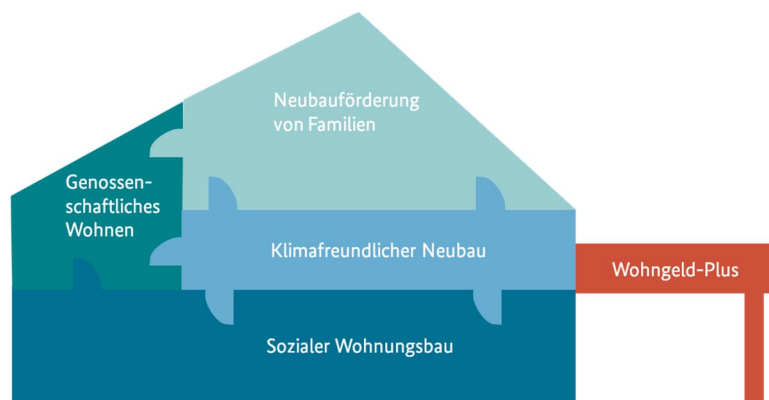 Neubauförderung
von Familien
Genossen-
schaftliches
Wohnen
Klimafreundlicher Neubau
Wohngeld-Plus
Sozialer Wohnungsbau